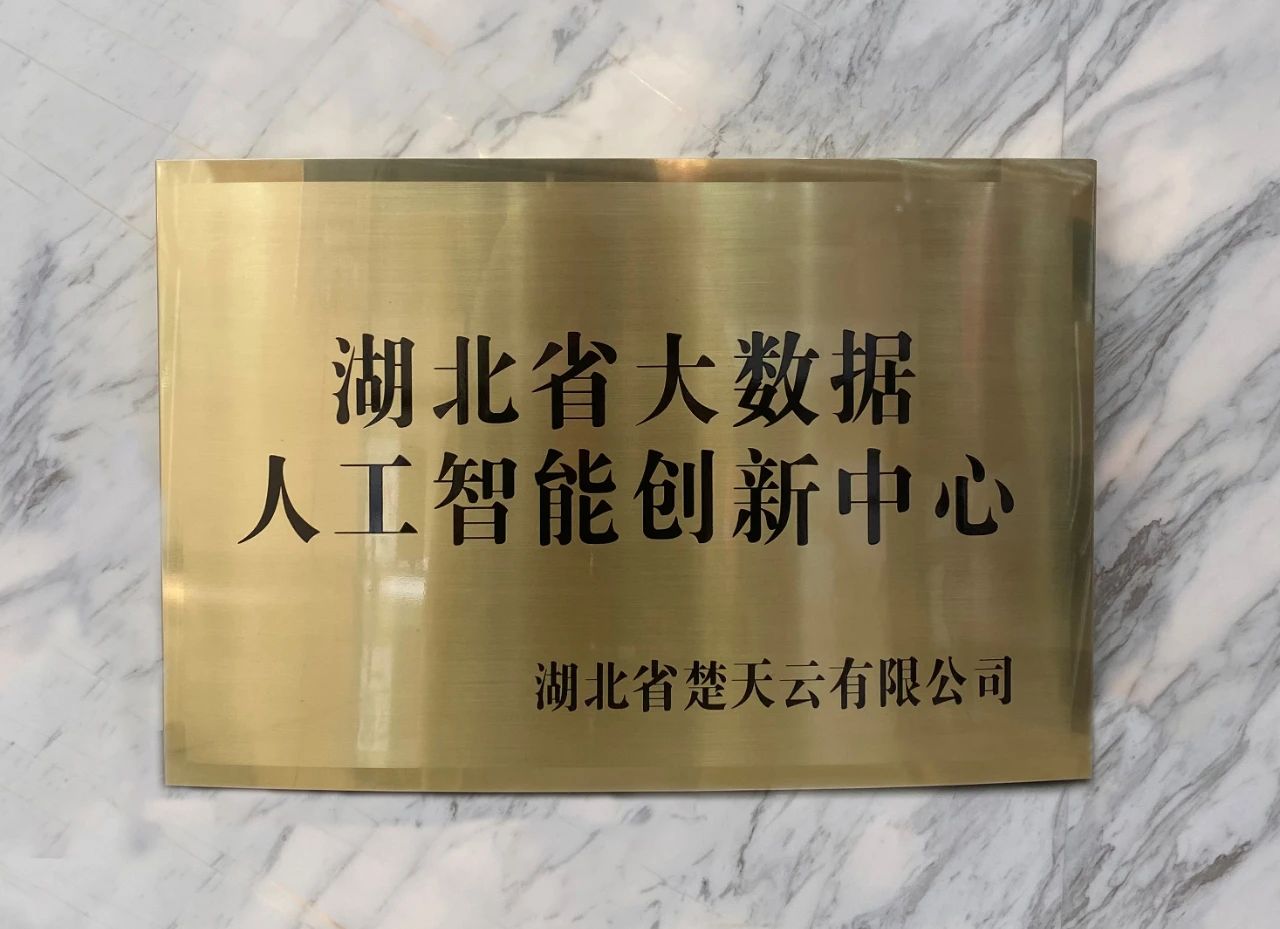 湖北省大数据
人工智能创新中心
湖北省楚天云有限公司